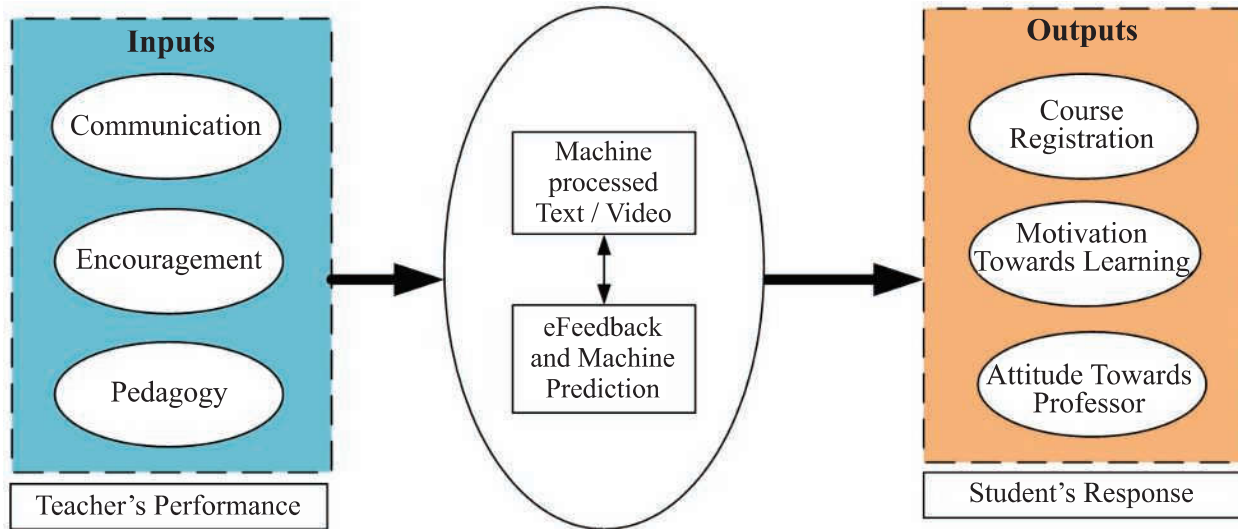 Inputs
Communication
Encouragement
Pedagogy
Teacher's Performance
Machine
processed
Text / Video
eFeedback
and Machine
Prediction
Outputs
Course
Registration
Motivation
Towards Learning
Attitude Towards
Professor
Student's Response